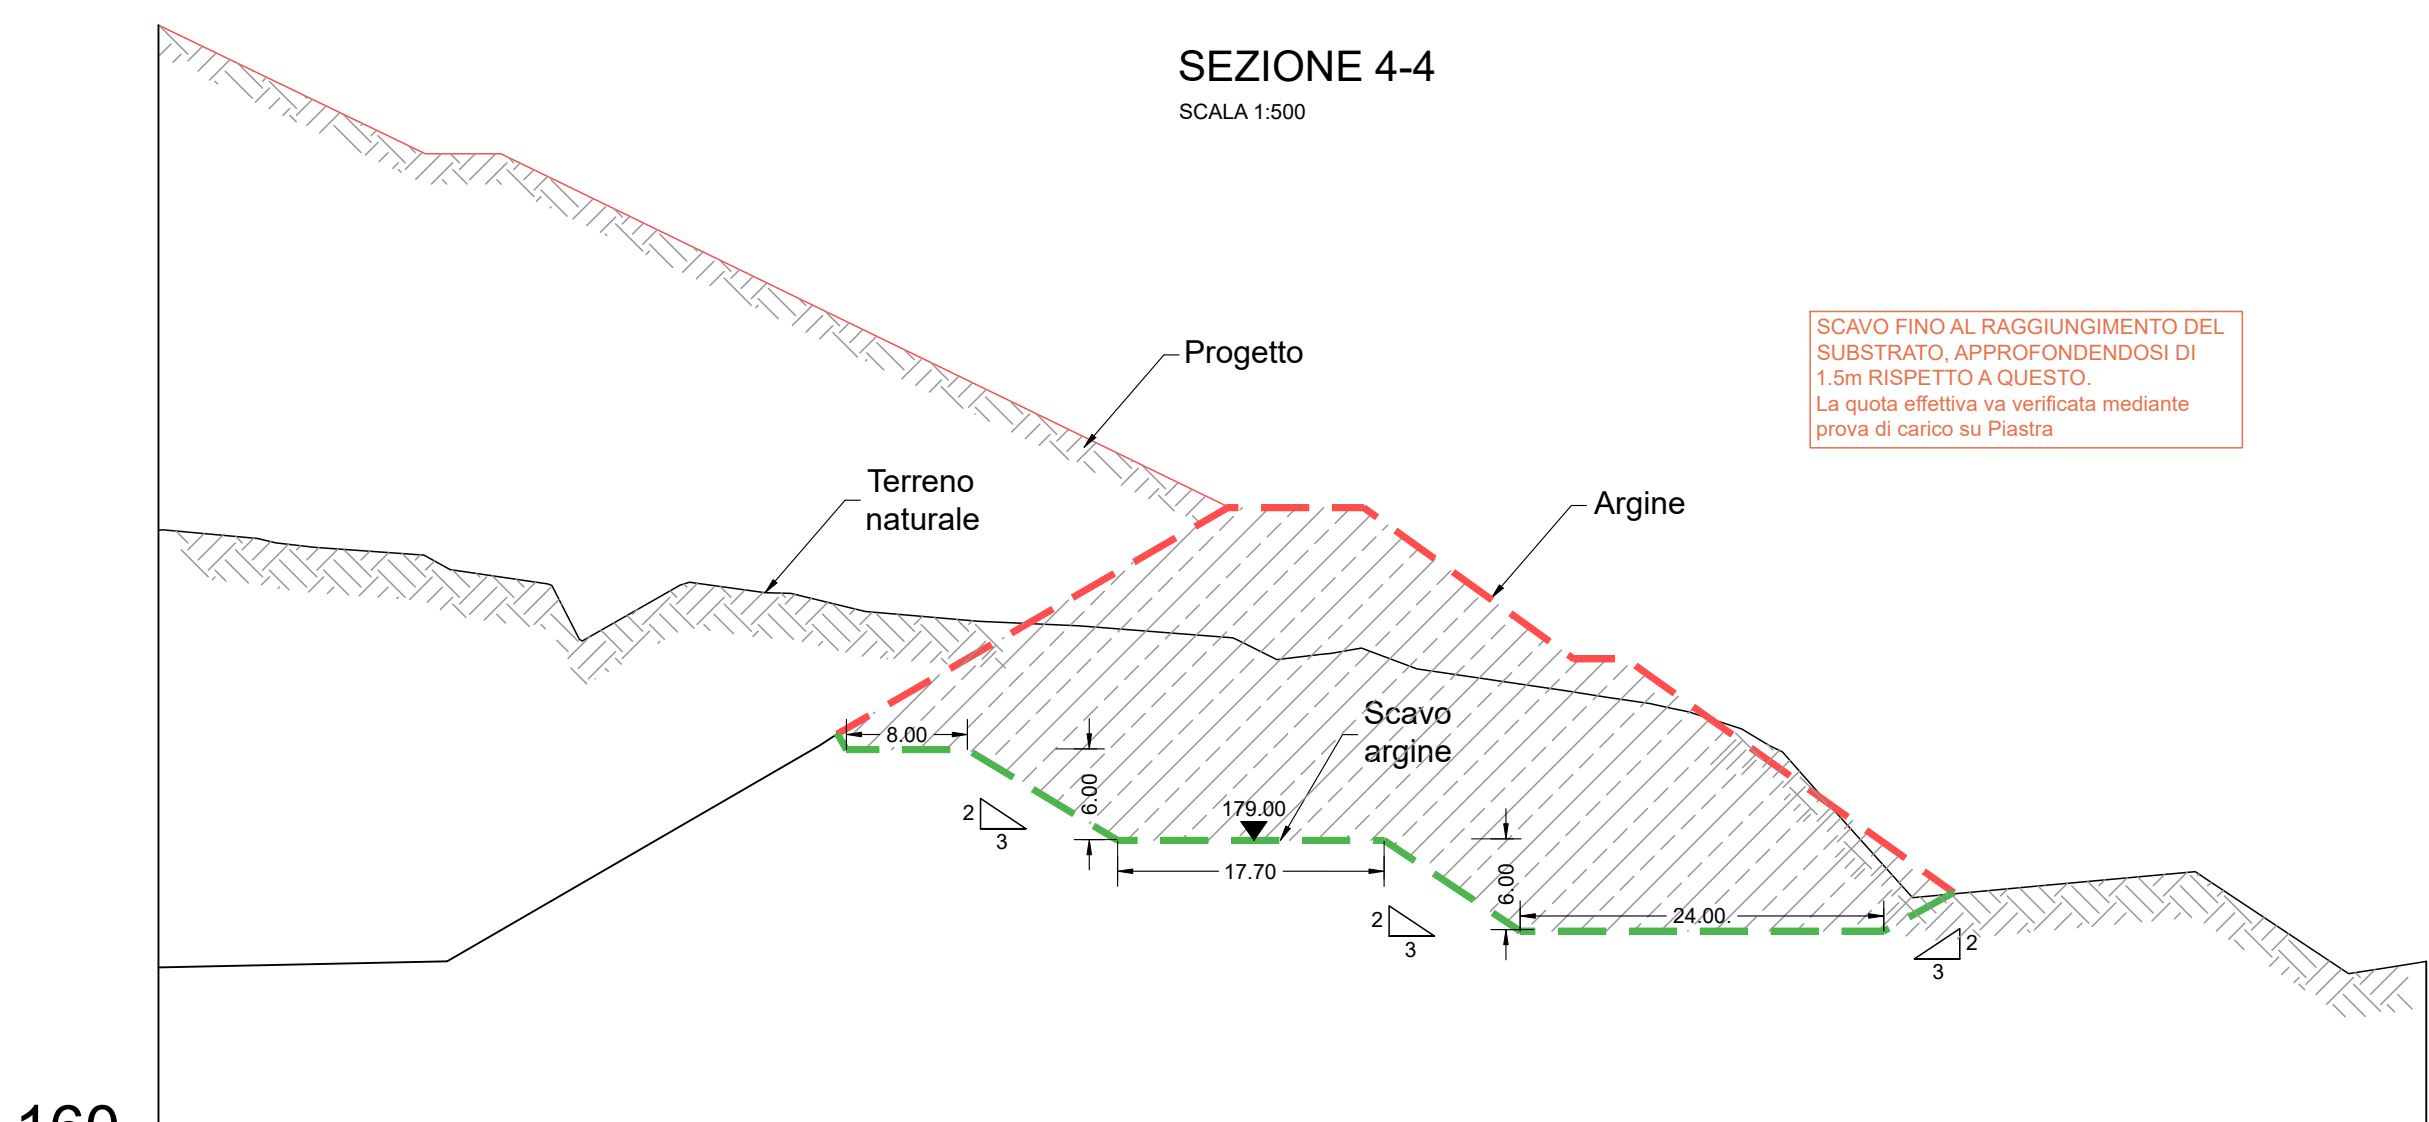 SEZIONE 4-4
SCALA 1:500
SCAVO FINO AL RAGGIUNGIMENTO DEL
SUBSTRATO, APPROFONDENDOSI DI
1.5m RISPETTO A QUESTO.
La quota effettiva va verificata mediante
prova di carico su Piastra
Progetto
Terreno
naturale
Argine
Scavo
argine
8.00
6.00
179.00
2
3
17.70
6.00
24.00
2
3
2
3
160